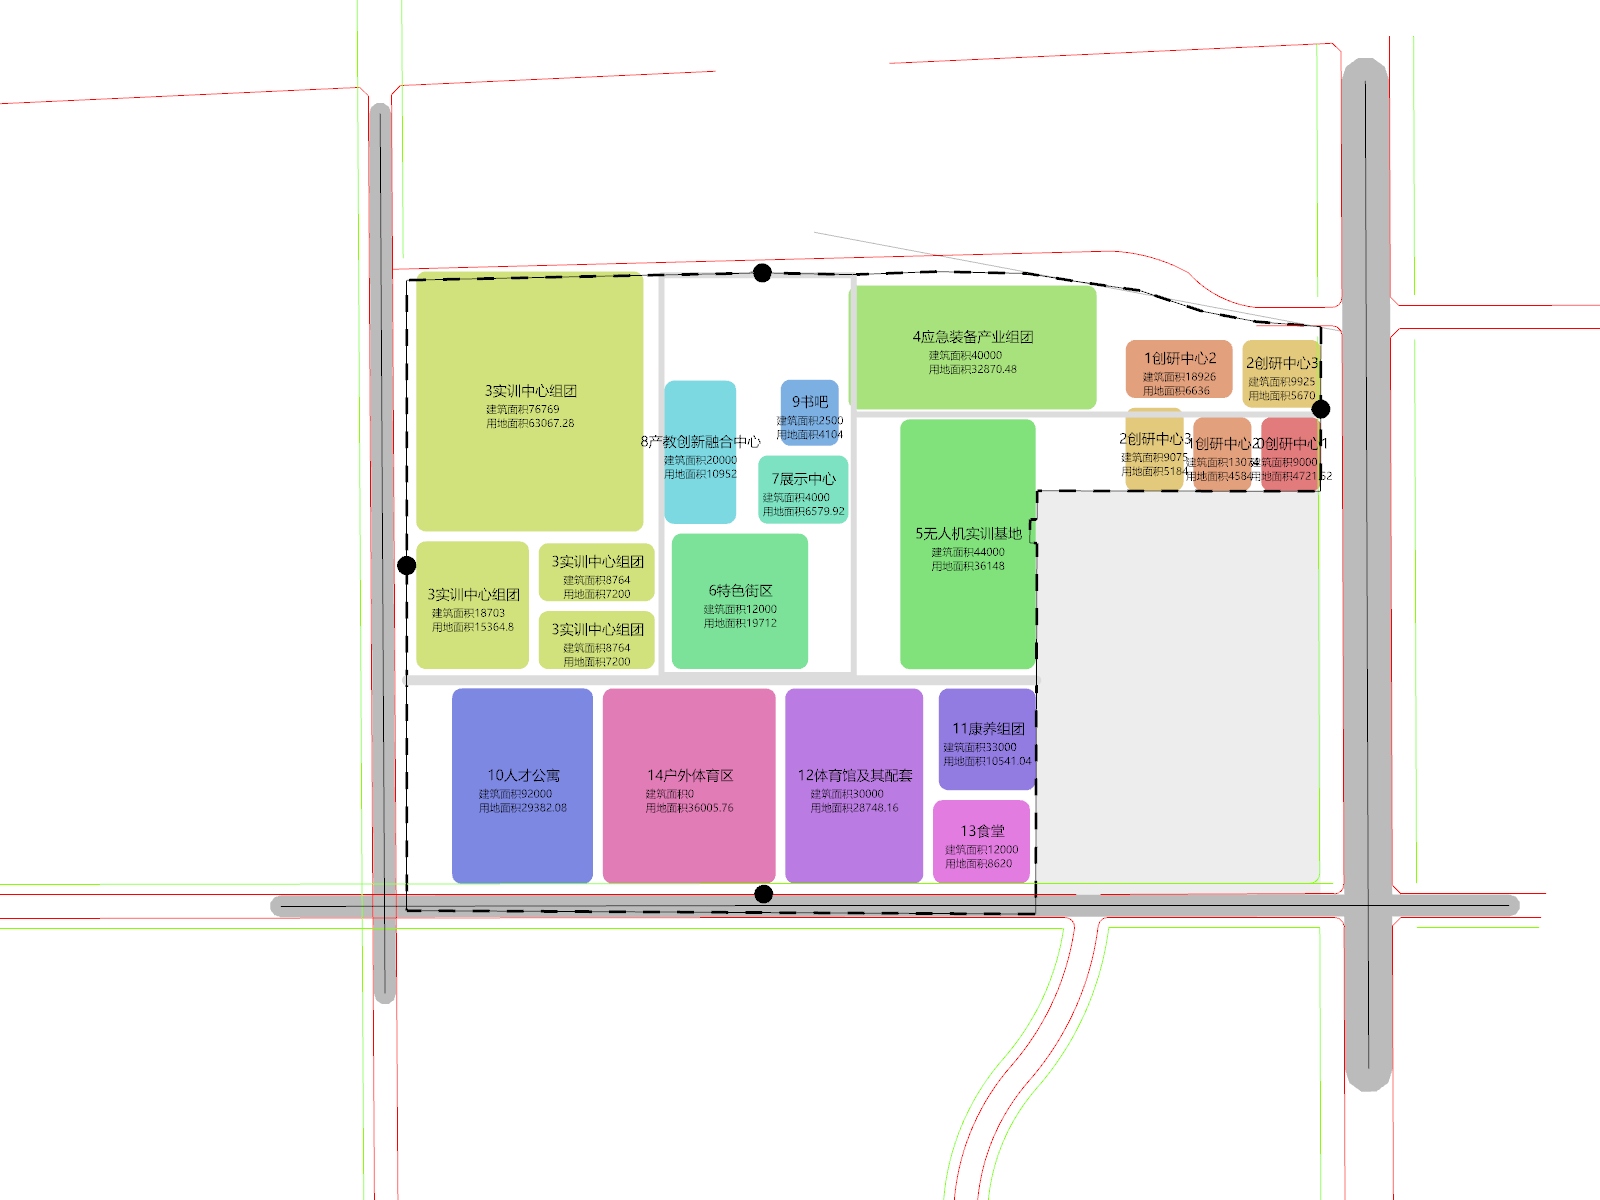 3实训中心组团
建筑面积76769
用地面积63067.28
4应急装备产业组团
建筑面积40000
用地面积32870.48
1创研中心2
建筑面积18926
用地面积6636
2创研中心3
建筑面积9925
用地面积5670
8产教创新融合中心
建筑面积20000
用地面积10952
9书吧
建筑面积2500
用地面积4104
7展示中心
建筑面积4000
用地面积6579.92
2创研中心3
建筑面积9075
用地面积5184
1创研中心2
建筑面积13074
用地面积4584
0创研中心1
建筑面积9000
用地面积4721.52
5无人机实训基地
建筑面积44000
用地面积36148
3实训中心组团
建筑面积18703
用地面积15364.8
3实训中心组团
建筑面积8764
用地面积7200
3实训中心组团
建筑面积8764
用地面积7200
6特色街区
建筑面积12000
用地面积19712
10人才公寓
建筑面积92000
用地面积29382.08
14户外体育区
建筑面积0
用地面积36005.76
12体育馆及其配套
建筑面积30000
用地面积28748.16
11康养组团
建筑面积33000
用地面积10541.04
13食堂
建筑面积12000
用地面积8620